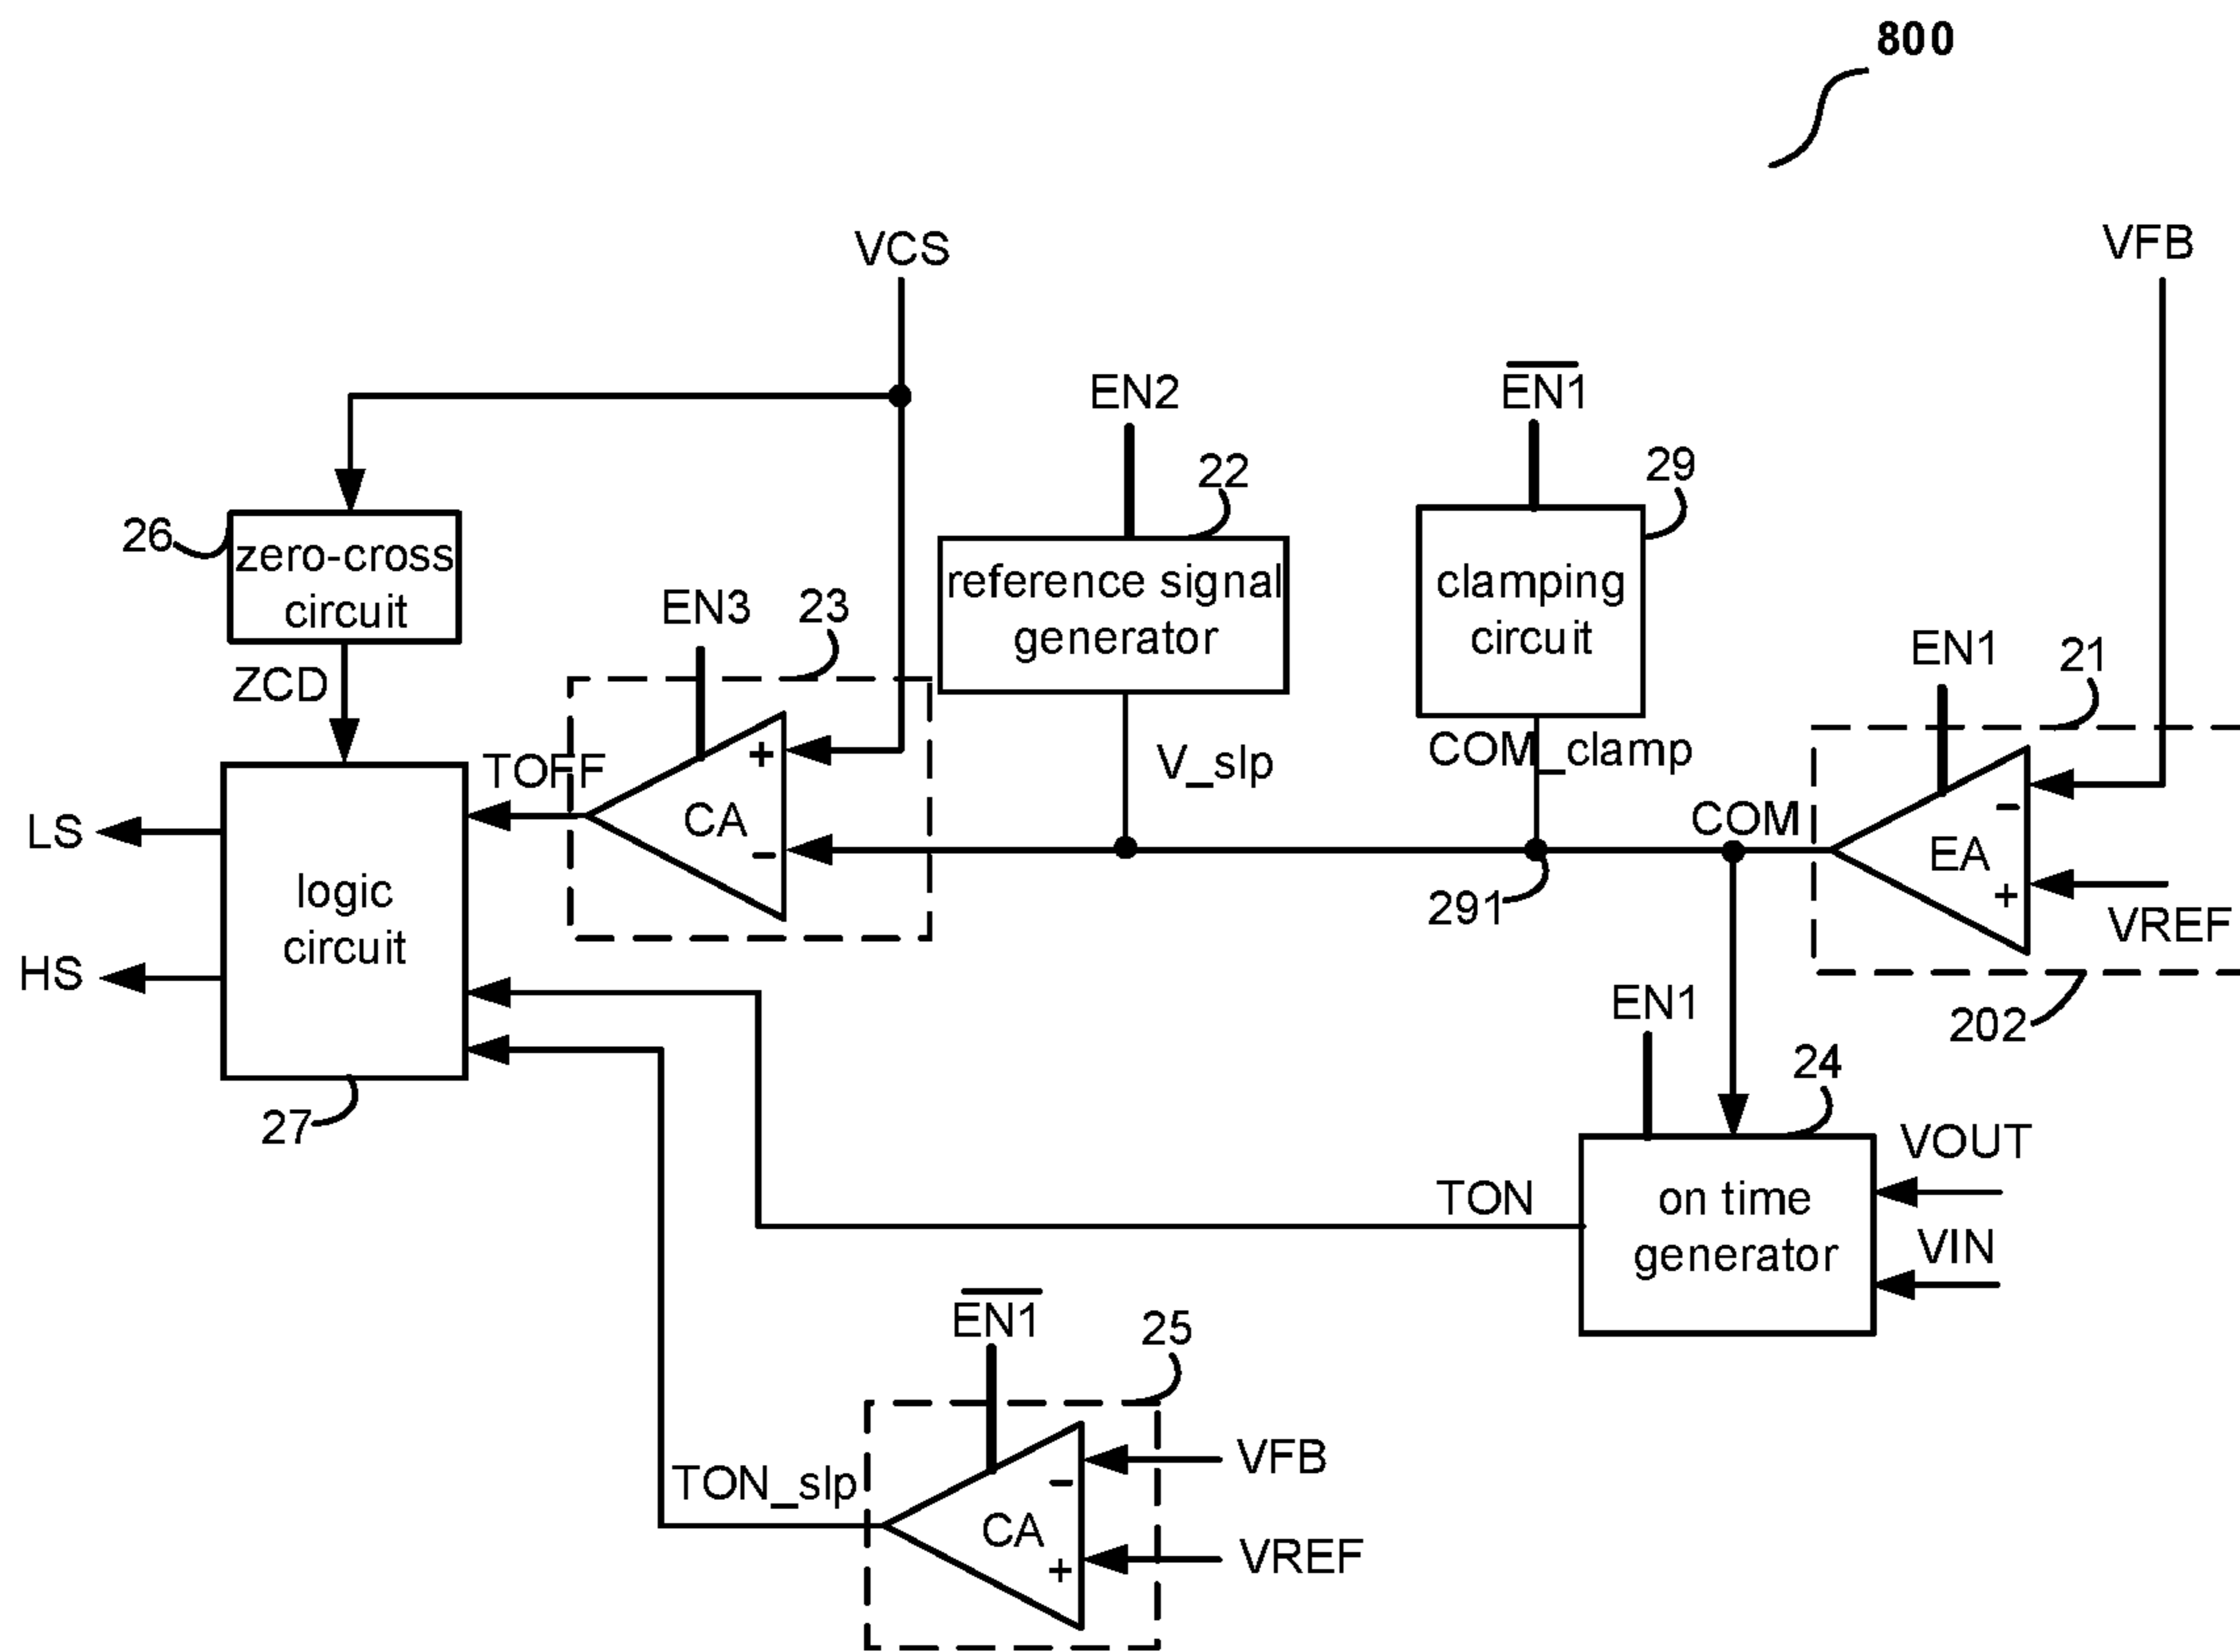 800
VCS
VFB
EN2
EN1
22
29
26
zero-cross
circuit
EN3
23
reference signal
generator
clamping
circuit
EN1
21
ZCD
TOFF
+
V_slp
COM_clamp
-
LS
CA
COM
EA
-
logic
circuit
291
+
VREF
HS
EN1
202
24
27
VOUT
TON
on time
generator
VIN
EN1
25
VFB
TON_slp
-
CA
VREF
+